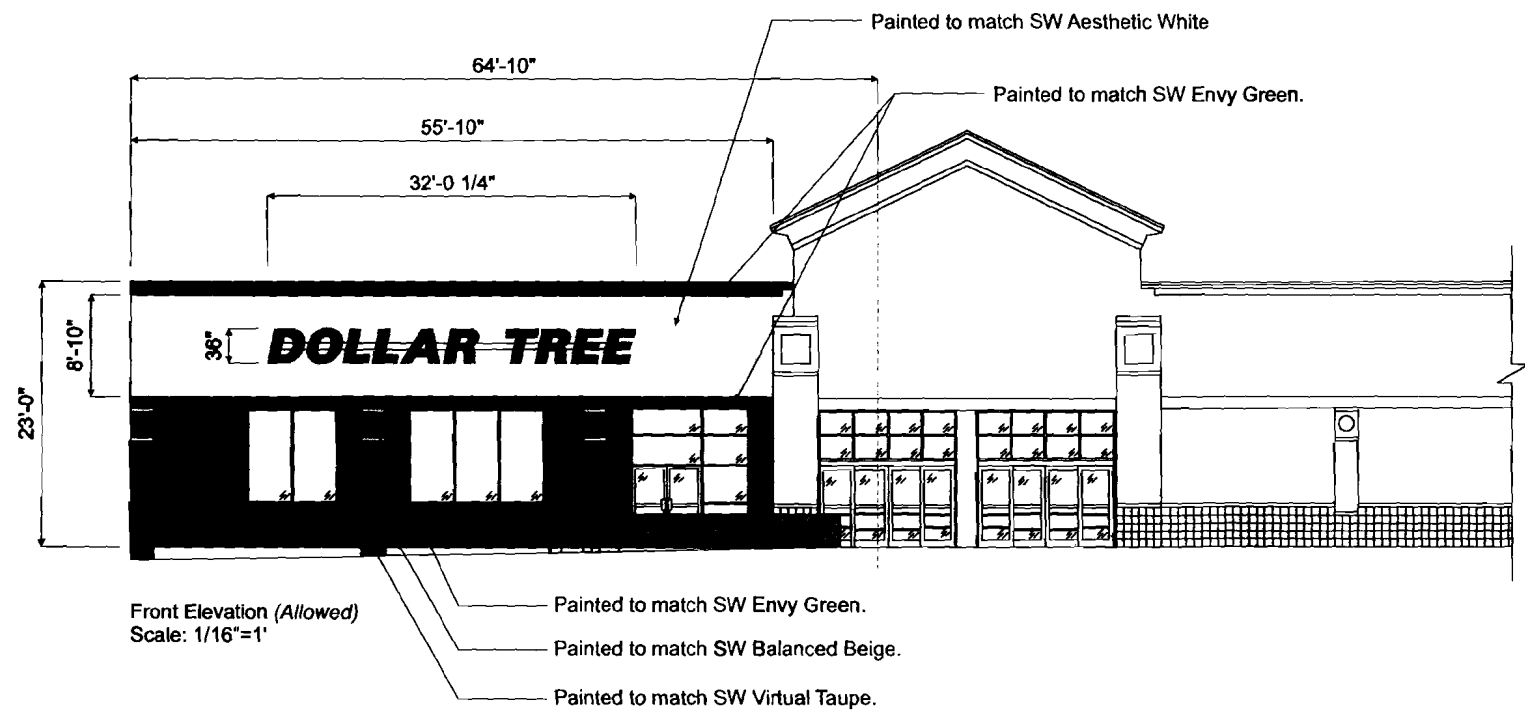 Painted to match SW Aesthetic White
64'-10"
Painted to match SW Envy Green.
55'-10"
32'-0 1/4"
23'-0"
8'-10"
36"
DOLLAR TREE
Front Elevation (Allowed)
Scale: 1/16"=1'
Painted to match SW Envy Green.
Painted to match SW Balanced Beige.
Painted to match SW Virtual Taupe.